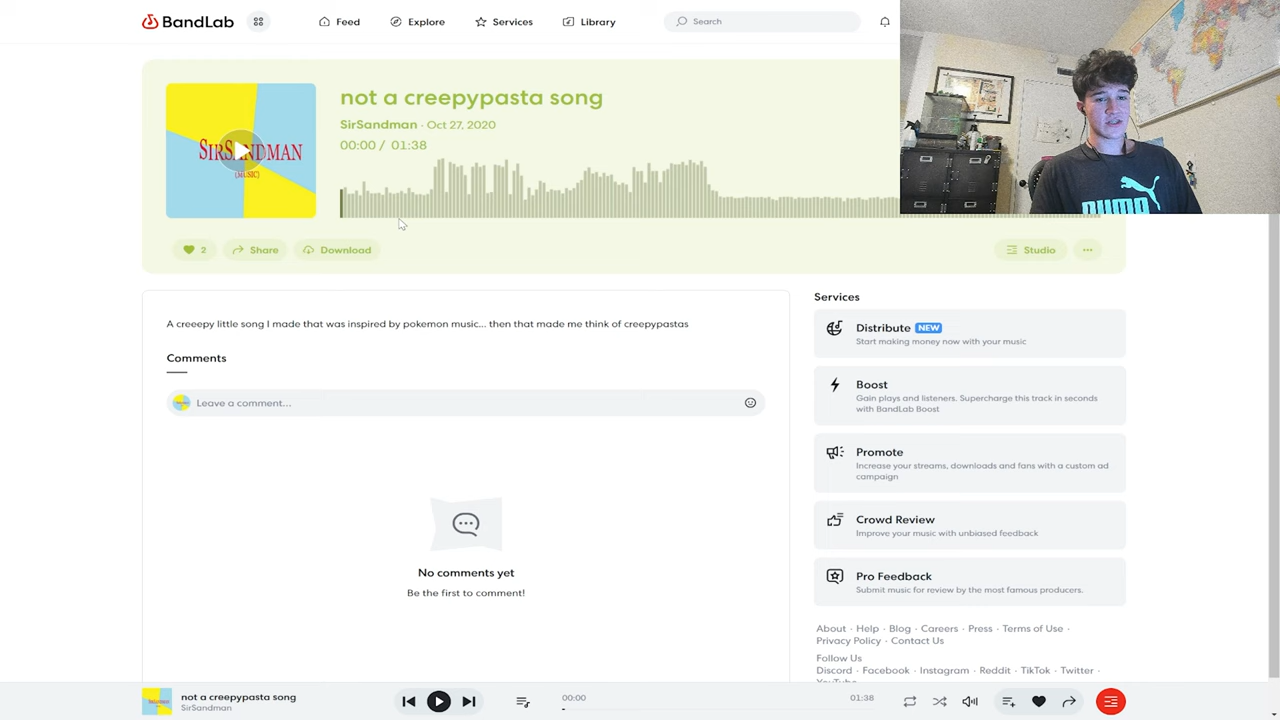 BandLab
Feed
Explore
Services
Library
Search
not a creepypasta song
SirSandman · Oct 27, 2020
00:00 / 01:38
SIRSANDMAN
(MUSIC)
2
Share
Download
Studio
PUMA
A creeepy little song I made that was inspired by pokemon music... then that made me think of creepypastas
Comments
Leave a comment...
No comments yet
Be the first to comment!
Services
Distribute NEW
Start making money now with your music
Boost
Gain plays and listeners. Supercharge this track in seconds
with BandLab Boost
Promote
Increase your streams, downloads and fans with a custom ad
campaign
Crowd Review
Improve your music with unbiased feedback
Pro Feedback
Submit music for review by the most famous producers.
About · Help · Blog · Careers · Press · Terms of Use ·
Privacy Policy · Contact Us
Follow Us
Discord · Facebook · Instagram · Reddit · TikTok · Twitter ·
YouTube
not a creepypasta song
SirSandman
00:00
01:38